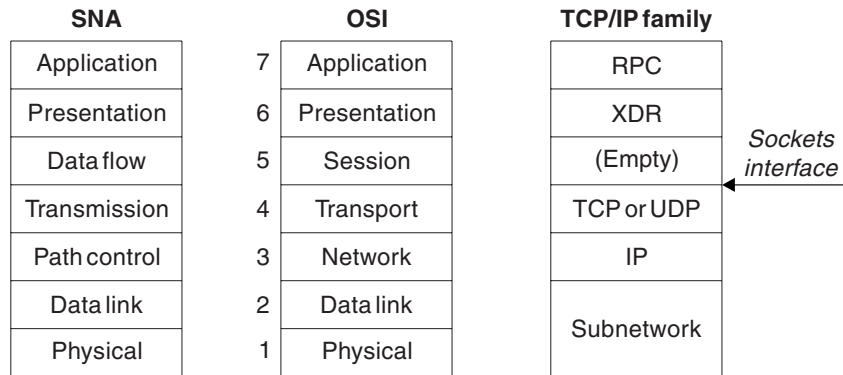 SNA OSI TCP/IP family
Application 7 Application RPC
Presentation 6 Presentation XDR
Data flow 5 Session (Empty)
Sockets
interface
Transmission 4 Transport TCP or UDP
Path control 3 Network IP
Data link 2 Data link
Subnetwork
Physical 1 Physical